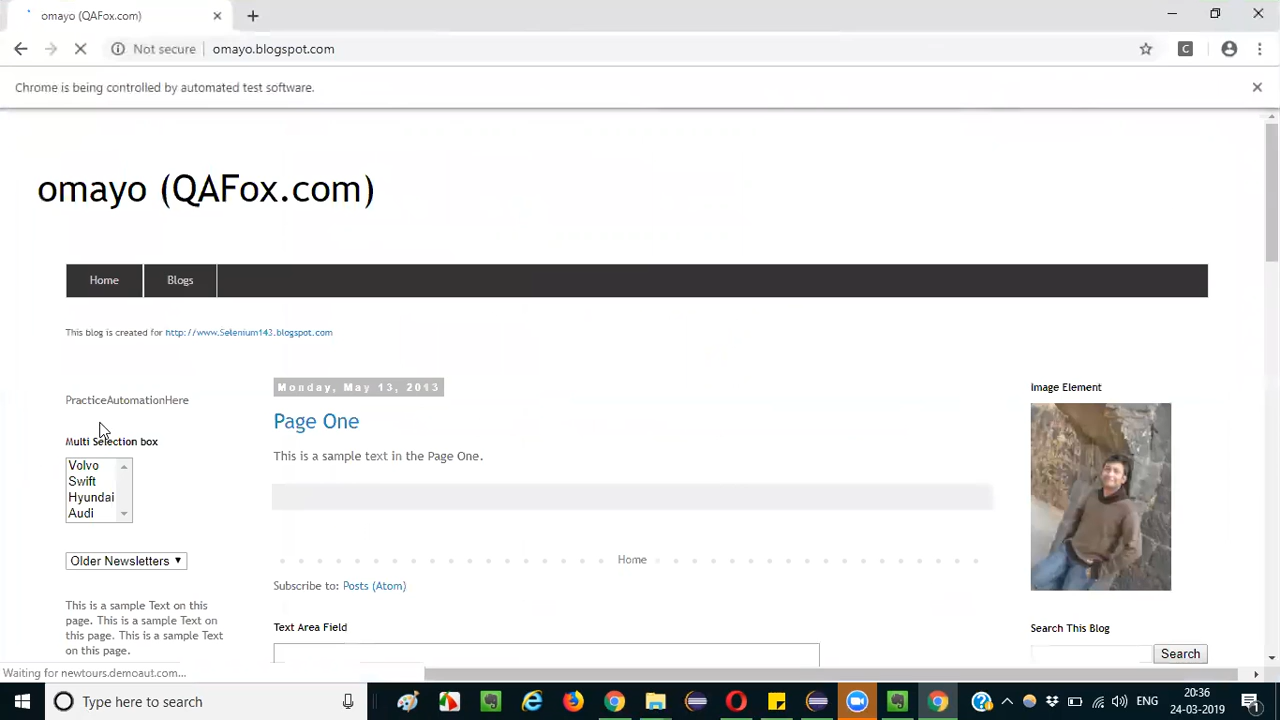 omayo (QAFox.com)
Not secure
omayo.blogspot.com
C
Chrome is being controlled by automated test software.
omayo (QAFox.com)
Home
Blogs
This blog is created for http://www.Selenium143.blogspot.com
PracticeAutomationHere
Multi Selection box
Volvo
Swift
Hyundai
Audi
Older Newsletters
This is a sample Text on this
page. This is a sample Text on
this page. This is a sample Text
on this page.
Monday, May 13, 2013
Page One
This is a sample text in the Page One.
Home
Subscribe to: Posts (Atom)
Text Area Field
Image Element
Search This Blog
Search
Waiting for newtours.demoaut.com...
Type here to search
ENG
20:36
24-03-2019
1